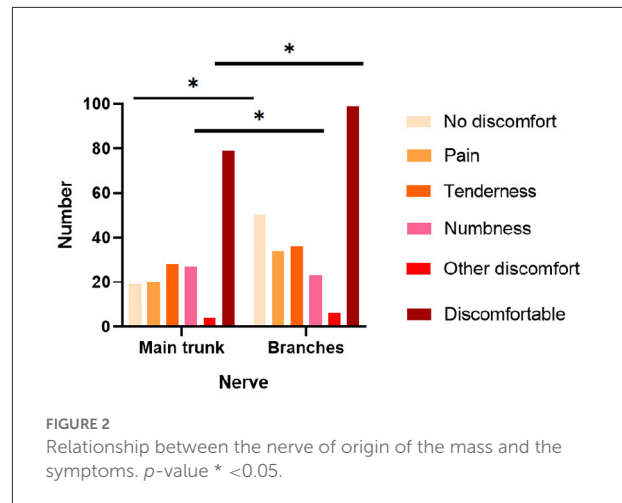 *
*
*
100
80
60
40
20
0
Number
Main trunk
Branches
Nerve
No discomfort
Pain
Tenderness
Numbness
Other discomfort
Discomfortable
FIGURE 2
Relationship between the nerve of origin of the mass and the
symptoms. p-value * <0.05.